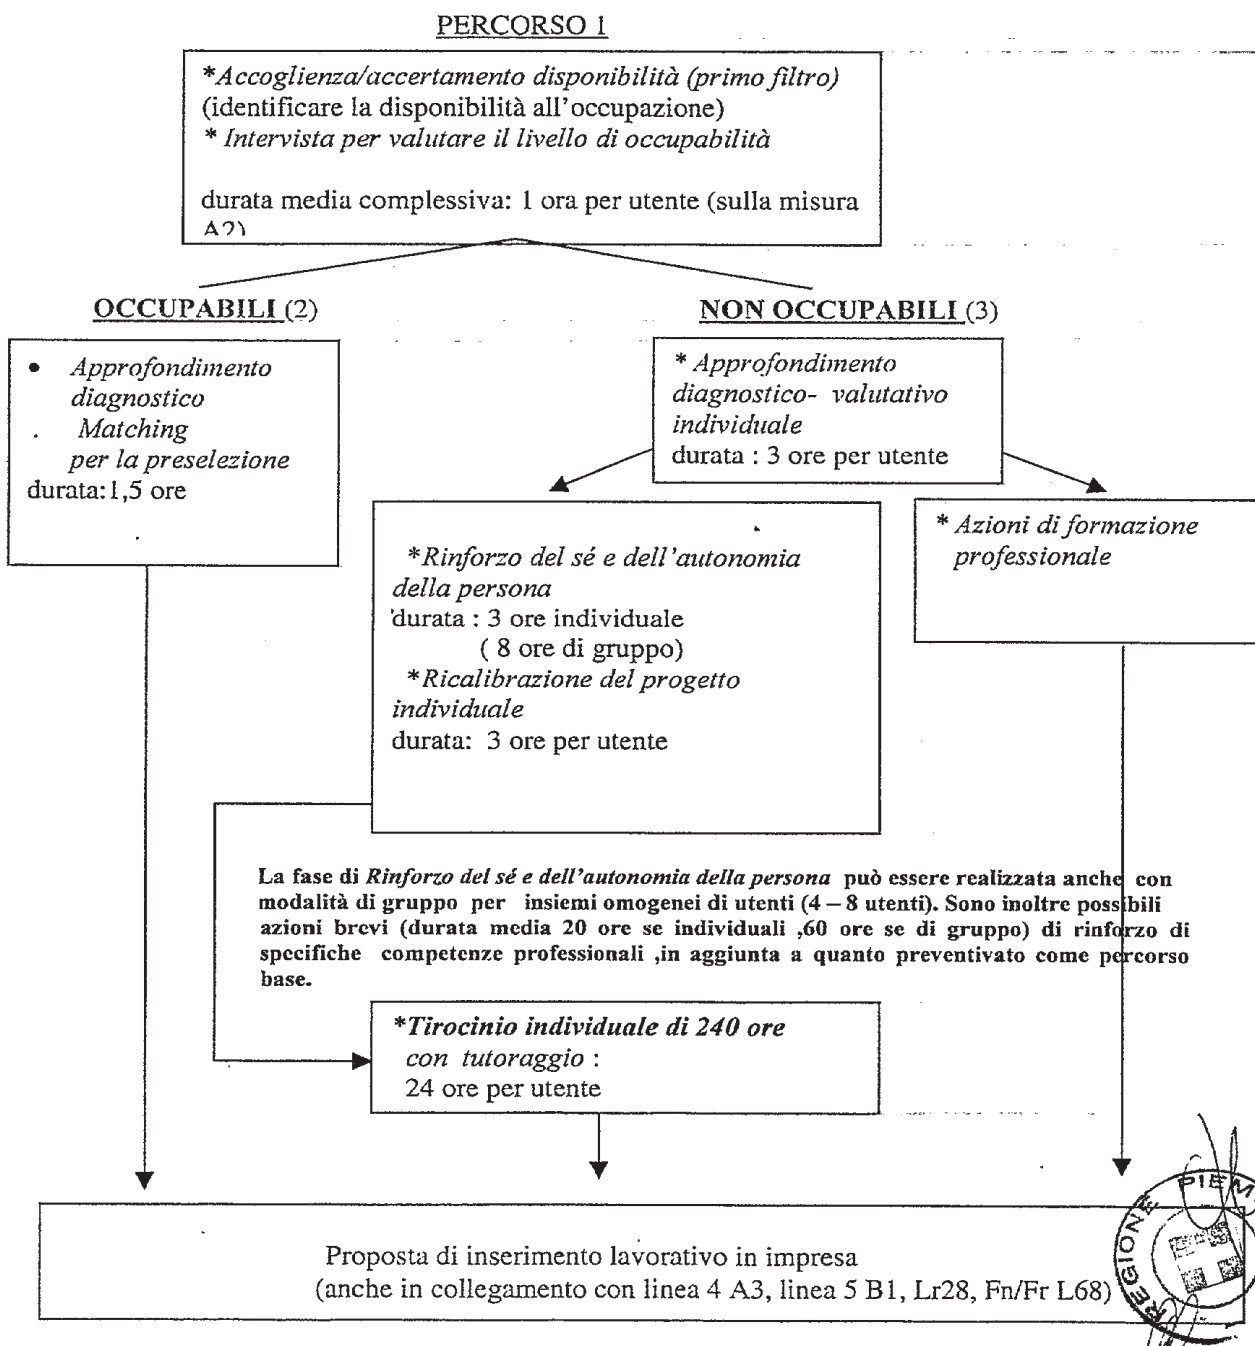 PERCORSO 1
*Accoglienza/accertamento disponibilità (primo filtro)
(identificare la disponibilità all'occupazione)
* Intervista per valutare il livello di occupabilità
durata media complessiva: 1 ora per utente (sulla misura
A2)
OCCUPABILI (2)
NON OCCUPABILI (3)
• Approfondimento
diagnostico
. Matching
per la preselezione
durata:1,5 ore
* Approfondimento
diagnostico- valutativo
individuale
durata : 3 ore per utente
*Rinforzo del sé e dell'autonomia
della persona
durata : 3 ore individuale
( 8 ore di gruppo)
*Ricalibrazione del progetto
individuale
durata: 3 ore per utente
* Azioni di formazione
professionale
La fase di Rinforzo del sé e dell'autonomia della persona può essere realizzata anche con
modalità di gruppo per insiemi omogenei di utenti (4 – 8 utenti). Sono inoltre possibili
azioni brevi (durata media 20 ore se individuali ,60 ore se di gruppo) di rinforzo di
specifiche competenze professionali ,in aggiunta a quanto preventivato come percorso
base.
*Tirocinio individuale di 240 ore
con tutoraggio :
24 ore per utente
Proposta di inserimento lavorativo in impresa
(anche in collegamento con linea 4 A3, linea 5 B1, Lr28, Fn/Fr L68)
REGIONE PIEM